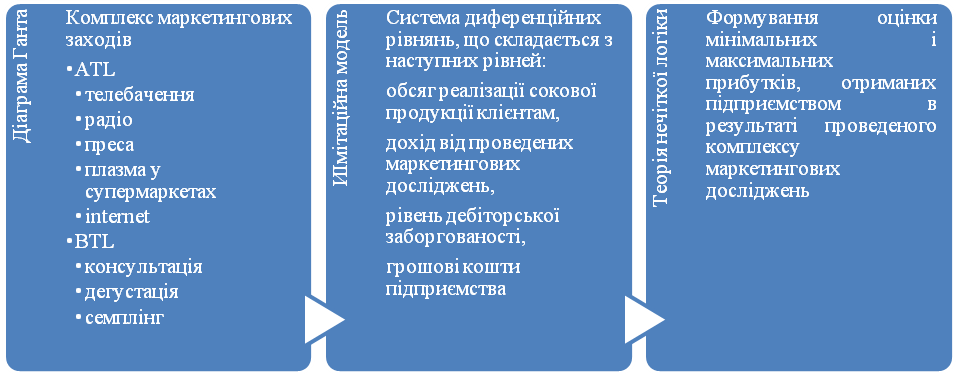 Діаграма Ганта
Комплекс маркетингових
заходів
•ATL
•телебачення
•радіо
•преса
•плазма у
супермаркетах
•internet
•BTL
•консультація
•дегустація
•семплінг
ИІмітаційна модель
Система диференційних
рівнянь, що складається з
наступних рівней:
обсяг реалізації сокової
продукції клієнтам,
дохід від проведених
маркетингових
досліджень,
рівень дебіторської
заборгованості,
грошові кошти
підприємства
Теорія нечіткої логіки
Формування оцінки
мінімальних і
максимальних
прибутків, отриманих
підприємством в
результаті проведеного
комплексу
маркетингових
досліджень